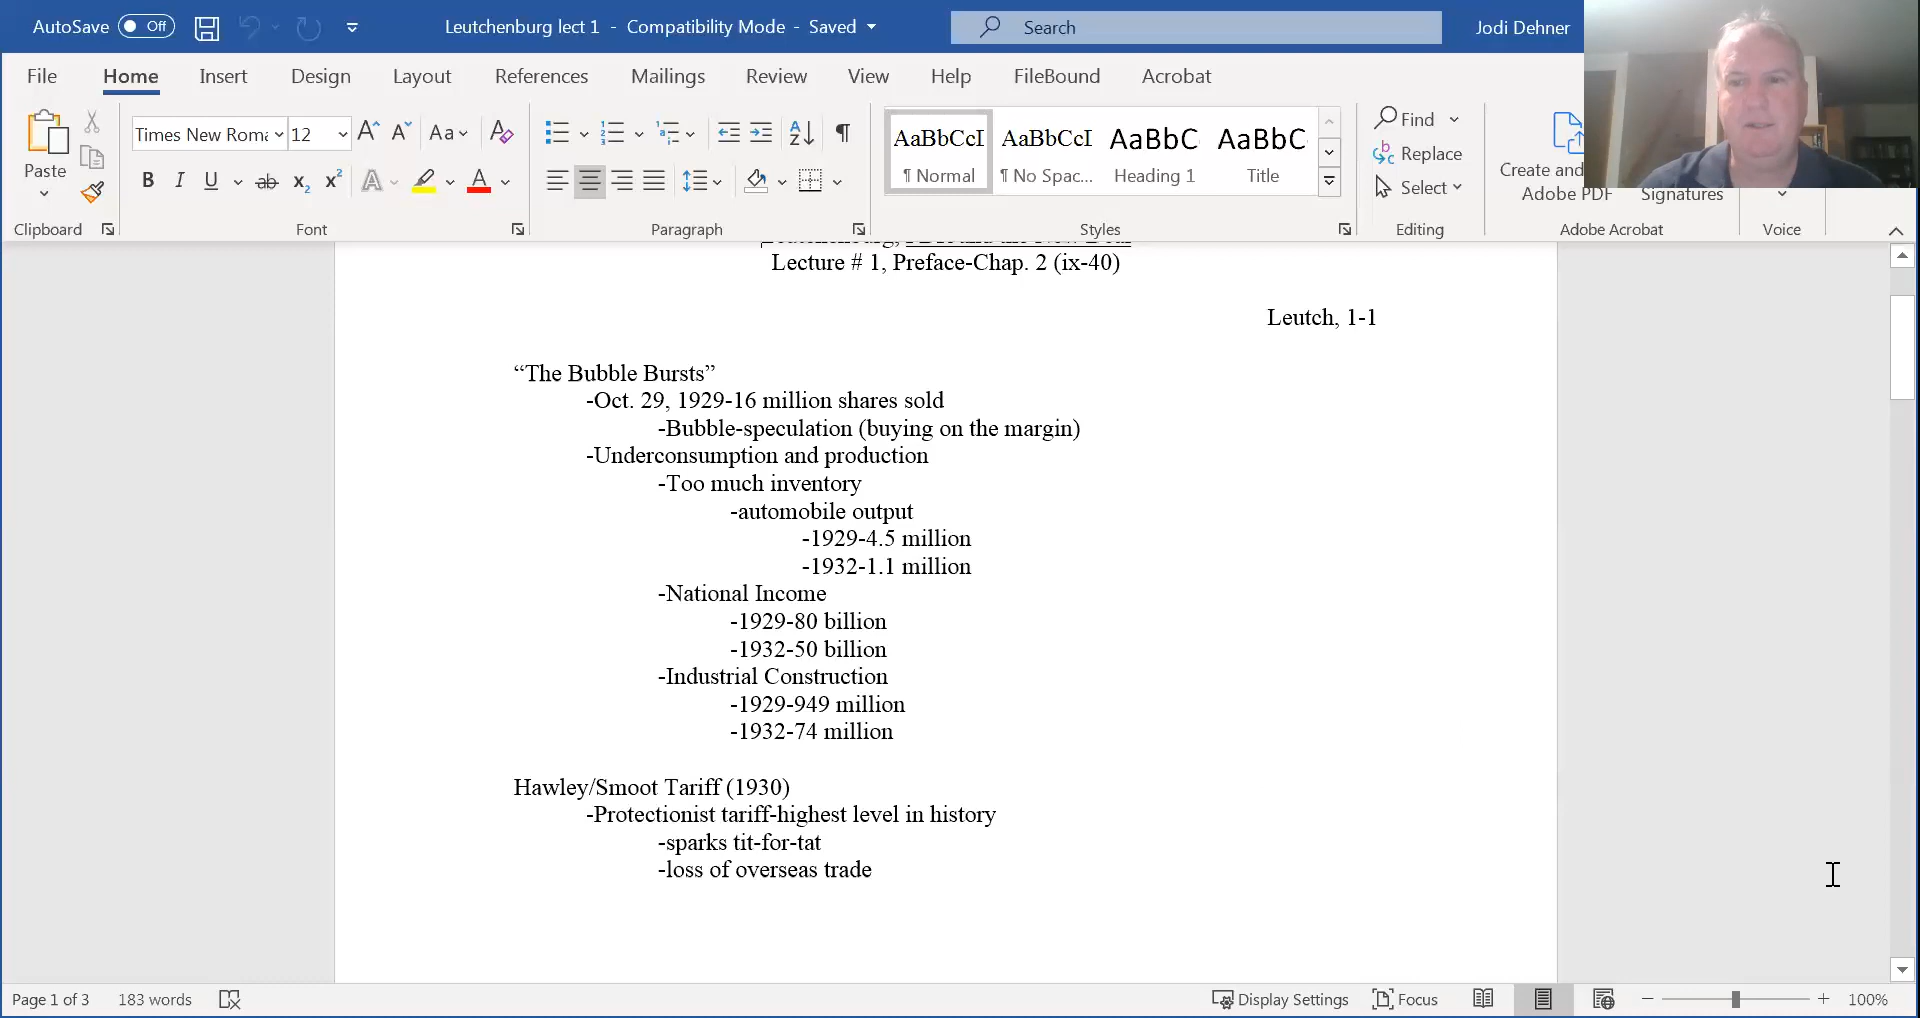 AutoSave Off Leutchenburg lect 1 - Compatibility Mode - Saved Search Jodi Dehner
File Home Insert Design Layout References Mailings Review View Help FileBound Acrobat
Times New Roma 12 Aa AaBbCcI AaBbCcI AaBbC AaBbC Find
Paste Replace
B I U ab x2 x2 A A ¶ Normal ¶ No Spac... Heading 1 Title Select
Create and
Adobe PDF Signatures
Clipboard Font Paragraph Styles Editing Adobe Acrobat Voice
Lecture # 1, Preface-Chap. 2 (ix-40)
Leutch, 1-1
“The Bubble Bursts”
-Oct. 29, 1929-16 million shares sold
-Bubble-speculation (buying on the margin)
-Underconsumption and production
-Too much inventory
-automobile output
-1929-4.5 million
-1932-1.1 million
-National Income
-1929-80 billion
-1932-50 billion
-Industrial Construction
-1929-949 million
-1932-74 million
Hawley/Smoot Tariff (1930)
-Protectionist tariff-highest level in history
-sparks tit-for-tat
-loss of overseas trade
Page 1 of 3 183 words Display Settings Focus 100%